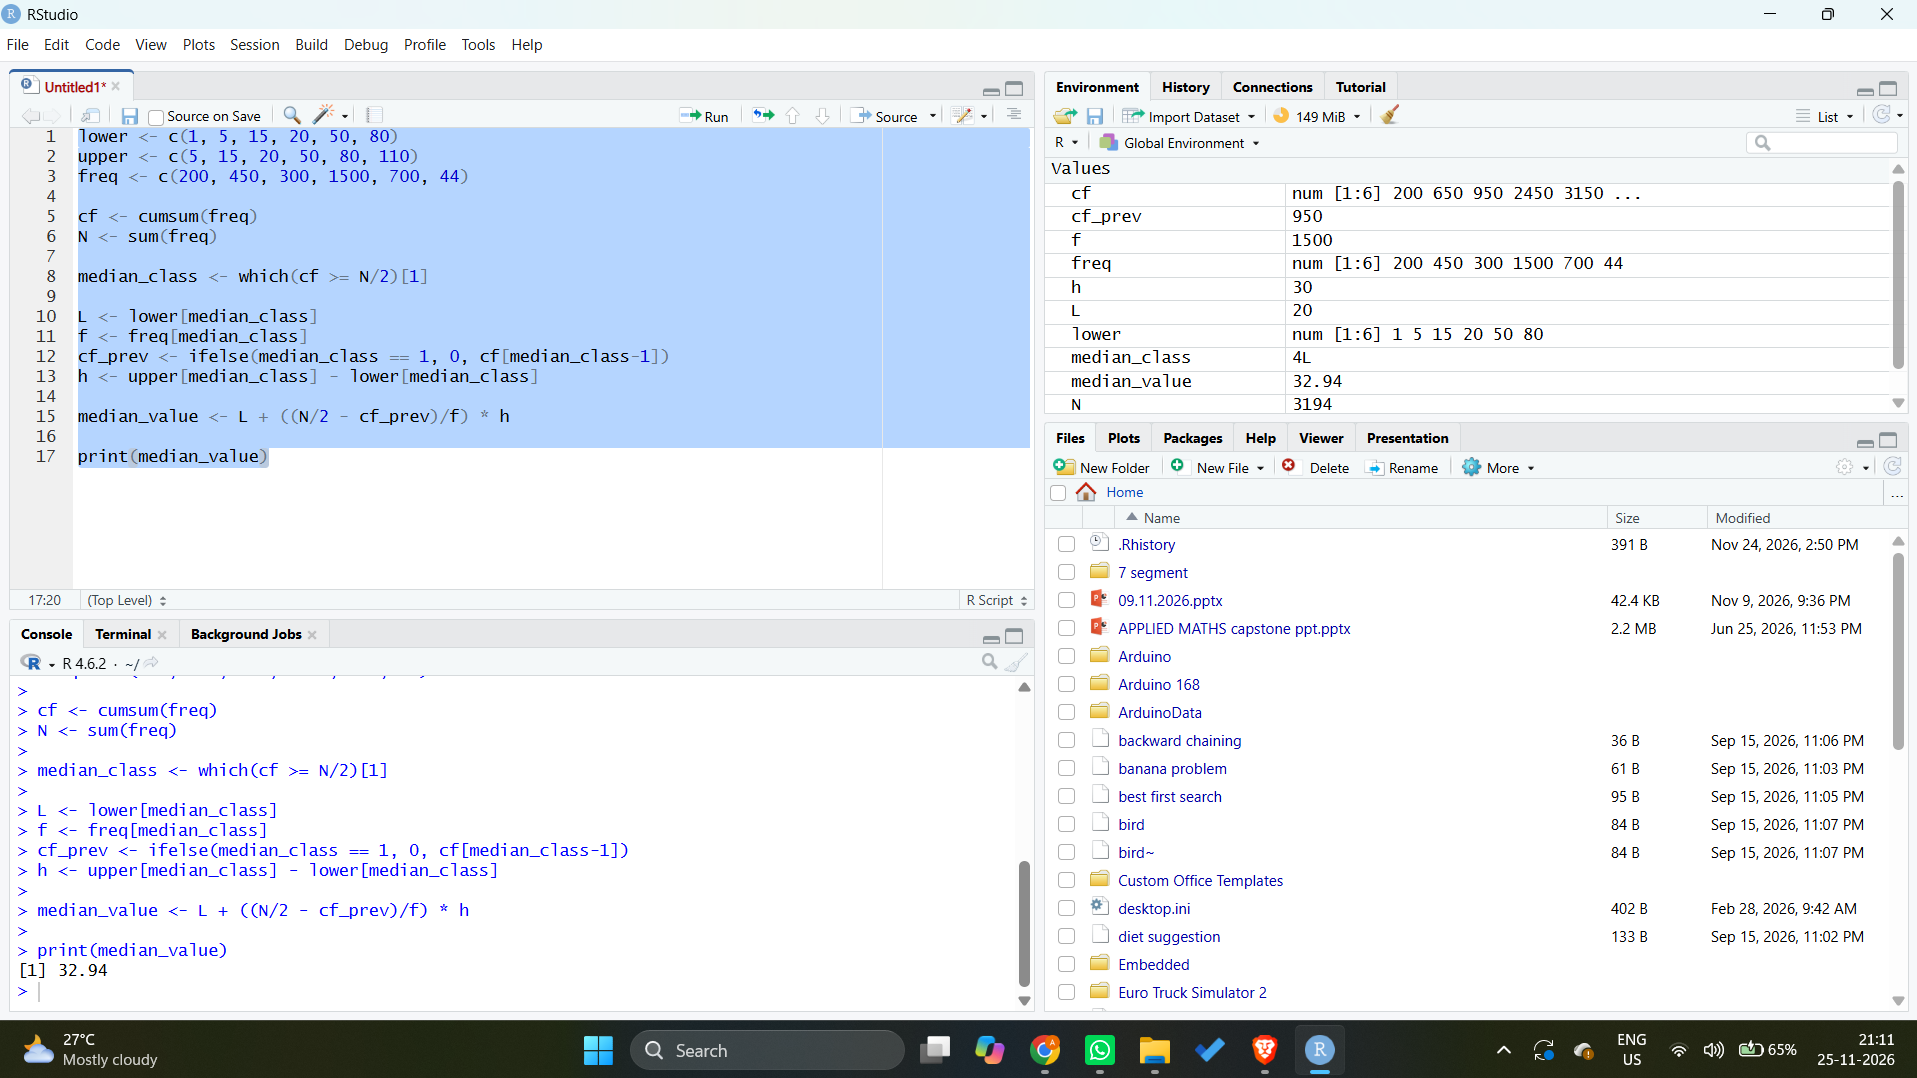 RStudio
File Edit Code View Plots Session Build Debug Profile Tools Help
Untitled1*
Source on Save Run Source
1 lower <- c(1, 5, 15, 20, 50, 80)
2 upper <- c(5, 15, 20, 50, 80, 110)
3 freq <- c(200, 450, 300, 1500, 700, 44)
4
5 cf <- cumsum(freq)
6 N <- sum(freq)
7
8 median_class <- which(cf >= N/2)[1]
9
10 L <- lower[median_class]
11 f <- freq[median_class]
12 cf_prev <- ifelse(median_class == 1, 0, cf[median_class-1])
13 h <- upper[median_class] - lower[median_class]
14
15 median_value <- L + ((N/2 - cf_prev)/f) * h
16
17 print(median_value)
17:20 (Top Level) R Script
Console Terminal Background Jobs
R R 4.6.2 · ~/
>
> cf <- cumsum(freq)
> N <- sum(freq)
>
> median_class <- which(cf >= N/2)[1]
>
> L <- lower[median_class]
> f <- freq[median_class]
> cf_prev <- ifelse(median_class == 1, 0, cf[median_class-1])
> h <- upper[median_class] - lower[median_class]
>
> median_value <- L + ((N/2 - cf_prev)/f) * h
>
> print(median_value)
[1] 32.94
>
Environment History Connections Tutorial
Import Dataset 149 MiB List
R Global Environment
Values
cf num [1:6] 200 650 950 2450 3150 ...
cf_prev 950
f 1500
freq num [1:6] 200 450 300 1500 700 44
h 30
L 20
lower num [1:6] 1 5 15 20 50 80
median_class 4L
median_value 32.94
N 3194
Files Plots Packages Help Viewer Presentation
New Folder New File Delete Rename More
Home ...
Name Size Modified
.Rhistory 391 B Nov 24, 2026, 2:50 PM
7 segment
09.11.2026.pptx 42.4 KB Nov 9, 2026, 9:36 PM
APPLIED MATHS capstone ppt.pptx 2.2 MB Jun 25, 2026, 11:53 PM
Arduino
Arduino 168
ArduinoData
backward chaining 36 B Sep 15, 2026, 11:06 PM
banana problem 61 B Sep 15, 2026, 11:03 PM
best first search 95 B Sep 15, 2026, 11:05 PM
bird 84 B Sep 15, 2026, 11:07 PM
bird~ 84 B Sep 15, 2026, 11:07 PM
Custom Office Templates
desktop.ini 402 B Feb 28, 2026, 9:42 AM
diet suggestion 133 B Sep 15, 2026, 11:02 PM
Embedded
Euro Truck Simulator 2
27°C
Mostly cloudy
Search
ENG
US
65%
21:11
25-11-2026